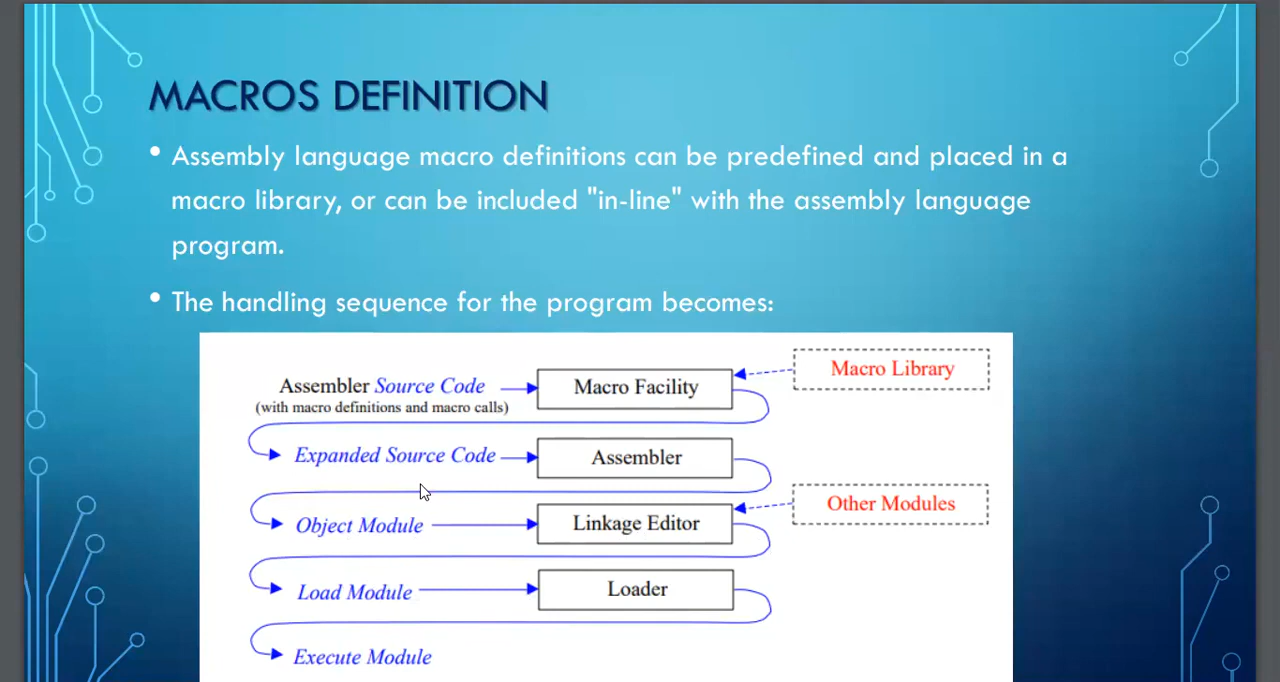 MACROS DEFINITION
• Assembly language macro definitions can be predefined and placed in a
macro library, or can be included "in-line" with the assembly language
program.
• The handling sequence for the program becomes:
Assembler Source Code
(with macro definitions and macro calls)
Macro Facility
Macro Library
Expanded Source Code
Assembler
Object Module
Linkage Editor
Other Modules
Load Module
Loader
Execute Module